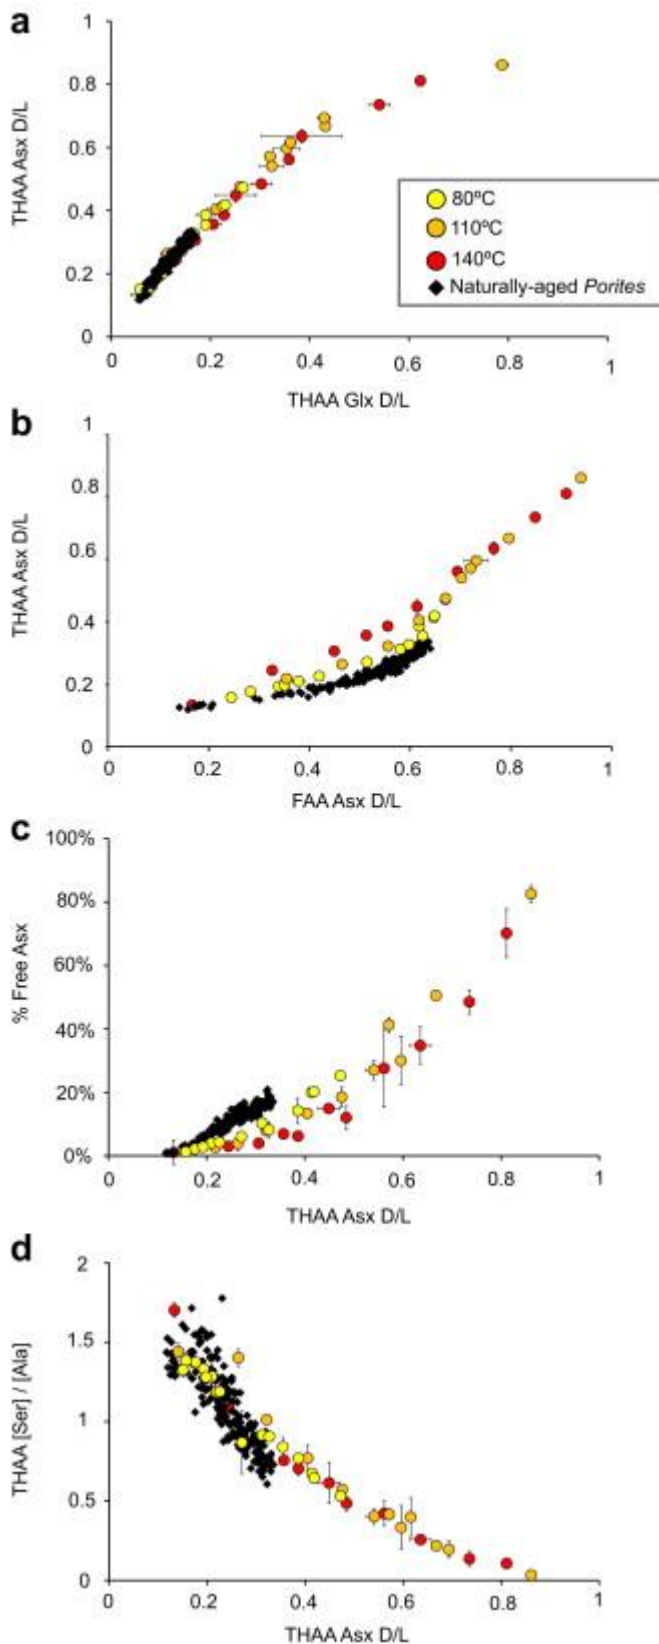 a
1
0.8
0.6
0.4
0.2
0
THAA Asx D/L
80ºC
110ºC
140ºC
Naturally-aged Porites
0 0.2 0.4 0.6 0.8 1
THAA Glx D/L
b
1
0.8
0.6
0.4
0.2
0
THAA Asx D/L
0.2 0.4 0.6 0.8 1
FAA Asx D/L
c
100%
80%
60%
40%
20%
0%
% Free Asx
0 0.2 0.4 0.6 0.8 1
THAA Asx D/L
d
2
1.5
1
0.5
0
THAA [Ser] / [Ala]
0 0.2 0.4 0.6 0.8 1
THAA Asx D/L